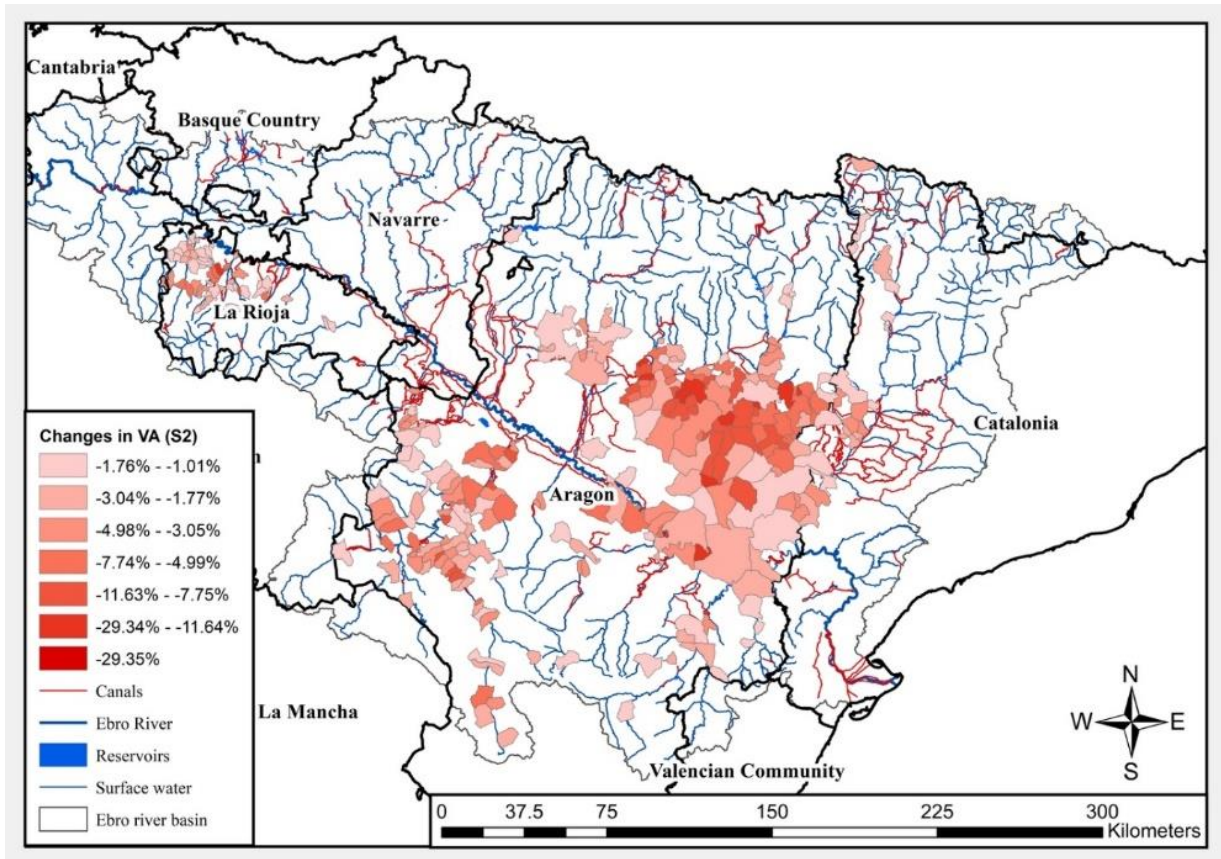 Cantabria
Basque Country
Navarre
La Rioja
Catalonia
Aragon
La Mancha
Valencian Community
Changes in VA (S2)
-1.76% - -1.01%
-3.04% - -1.77%
-4.98% - -3.05%
-7.74% - -4.99%
-11.63% - -7.75%
-29.34% - -11.64%
-29.35%
Canals
Ebro River
Reservoirs
Surface water
Ebro river basin
N
W E
S
0 37.5 75 150 225 300
Kilometers